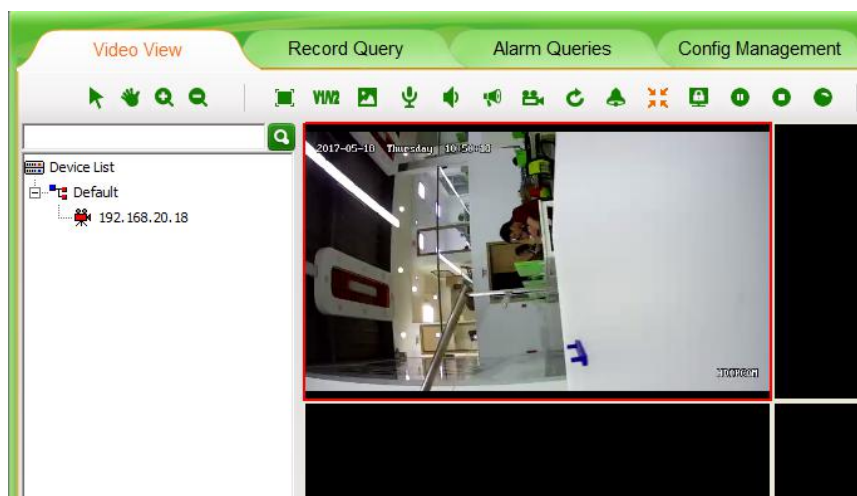 Video View
Record Query
Alarm Queries
Config Management
Device List
Default
192.168.20.18
2017-05-18 Thursday